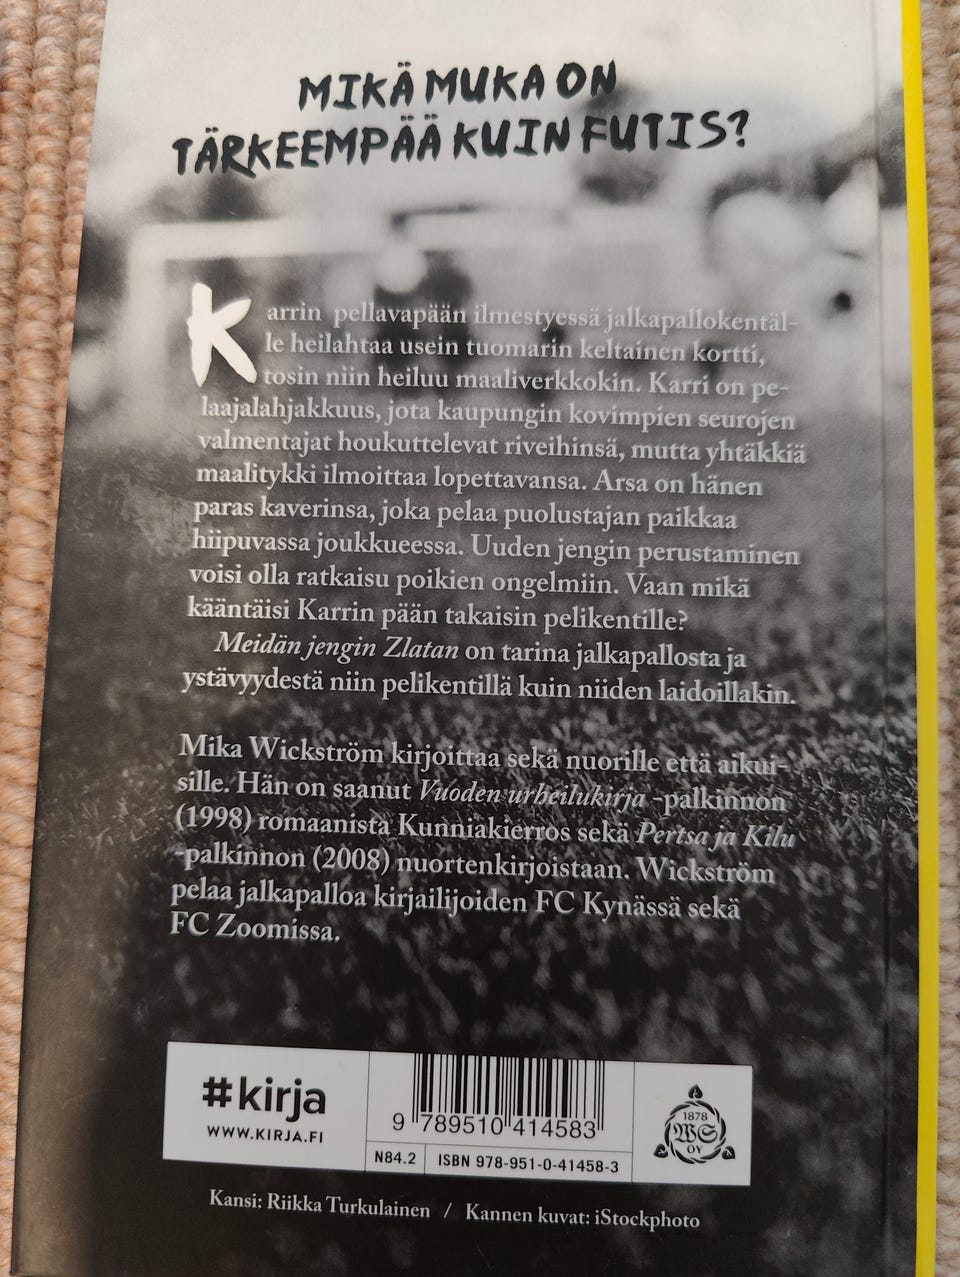 MIKÄ MUKA ON
TÄRKEEMPÄÄ KUIN FUTIS?
Karrin pellavapään ilmestyessä jalkapallokentäl-
le heilahtaa usein tuomarin keltainen kortti,
tosin niin heiluu maaliverkkokin. Karri on pe-
laajalahjakkuus, jota kaupungin kovimpien seurojen
valmentajat houkuttelevat riveihinsä, mutta yhtäkkiä
maalitykki ilmoittaa lopettavansa. Arsa on hänen
paras kaverinsa, joka pelaa puolustajan paikkaa
hiipuvassa joukkueessa. Uuden jengin perustaminen
voisi olla ratkaisu poikien ongelmiin. Vaan mikä
kääntäisi Karrin pään takaisin pelikentille?
Meidän jengin Zlatan on tarina jalkapallosta ja
ystävyydestä niin pelikentillä kuin niiden laidoillakin.
Mika Wickström kirjoittaa sekä nuorille että aikui-
sille. Hän on saanut Vuoden urheilukirja -palkinnon
(1998) romaanista Kunniakierros sekä Pertsa ja Kilu
-palkinnon (2008) nuortenkirjoistaan. Wickström
pelaa jalkapalloa kirjailijoiden FC Kynässä sekä
FC Zoomissa.
#kirja
WWW.KIRJA.FI
9 789510 414583
N84.2
ISBN 978-951-0-41458-3
1878
WS
OY
Kansi: Riikka Turkulainen / Kannen kuvat: iStockphoto